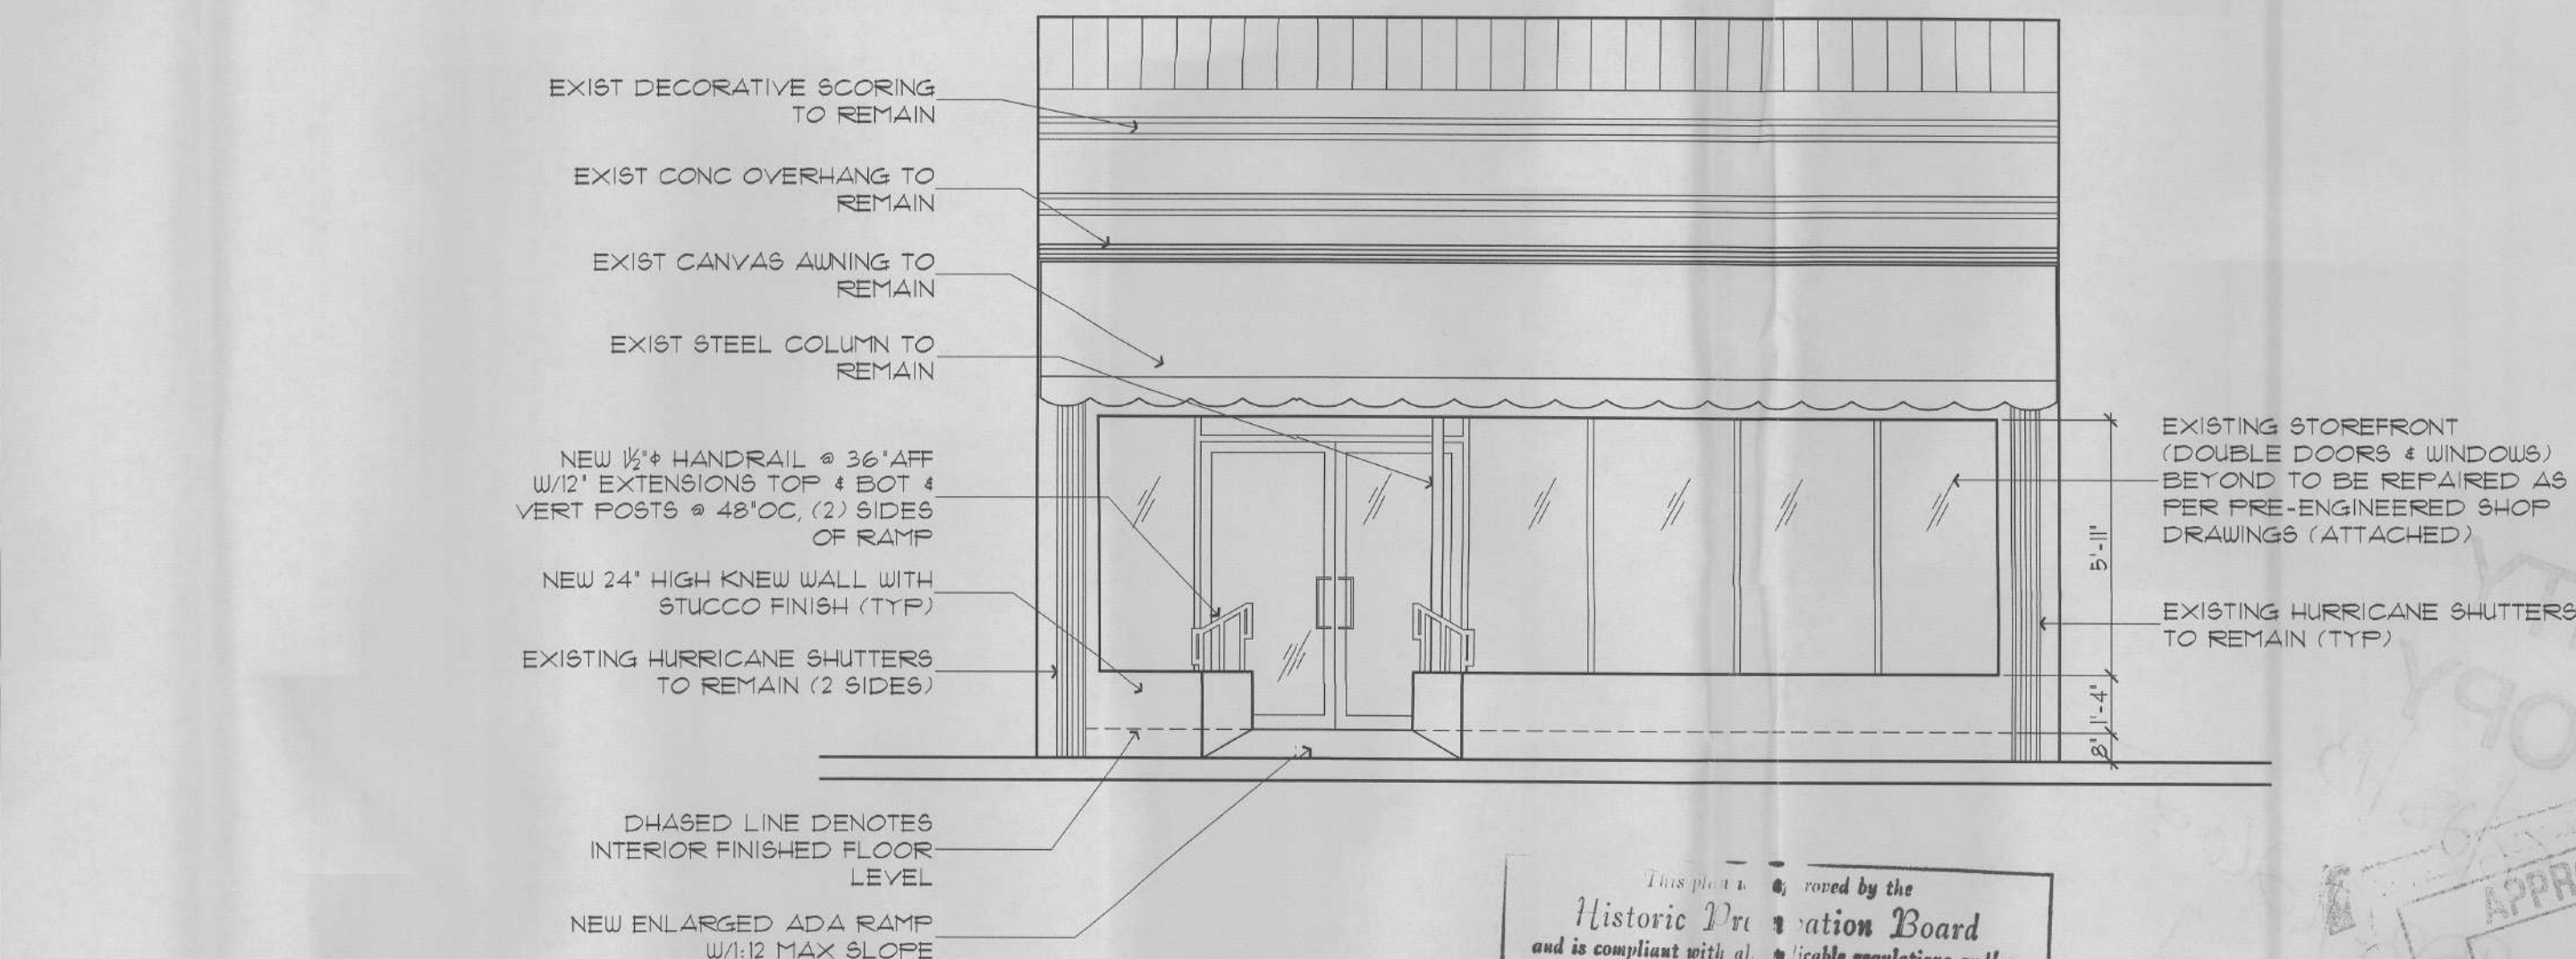 EXIST DECORATIVE SCORING
TO REMAIN
EXIST CONC OVERHANG TO
REMAIN
EXIST CANVAS AWNING TO
REMAIN
EXIST STEEL COLUMN TO
REMAIN
NEW 1½"ϕ HANDRAIL @ 36"AFF
W/12" EXTENSIONS TOP & BOT &
VERT POSTS @ 48"OC, (2) SIDES
OF RAMP
NEW 24" HIGH KNEW WALL WITH
STUCCO FINISH (TYP)
EXISTING HURRICANE SHUTTERS
TO REMAIN (2 SIDES)
DHASED LINE DENOTES
INTERIOR FINISHED FLOOR
LEVEL
NEW ENLARGED ADA RAMP
W/1:12 MAX SLOPE
EXISTING STOREFRONT
(DOUBLE DOORS & WINDOWS)
BEYOND TO BE REPAIRED AS
PER PRE-ENGINEERED SHOP
DRAWINGS (ATTACHED)
EXISTING HURRICANE SHUTTERS
TO REMAIN (TYP)
5'-11"
1'-4"
8"
This plan roved by the
Historic ation Board
and is compliant with
OPY
APPR